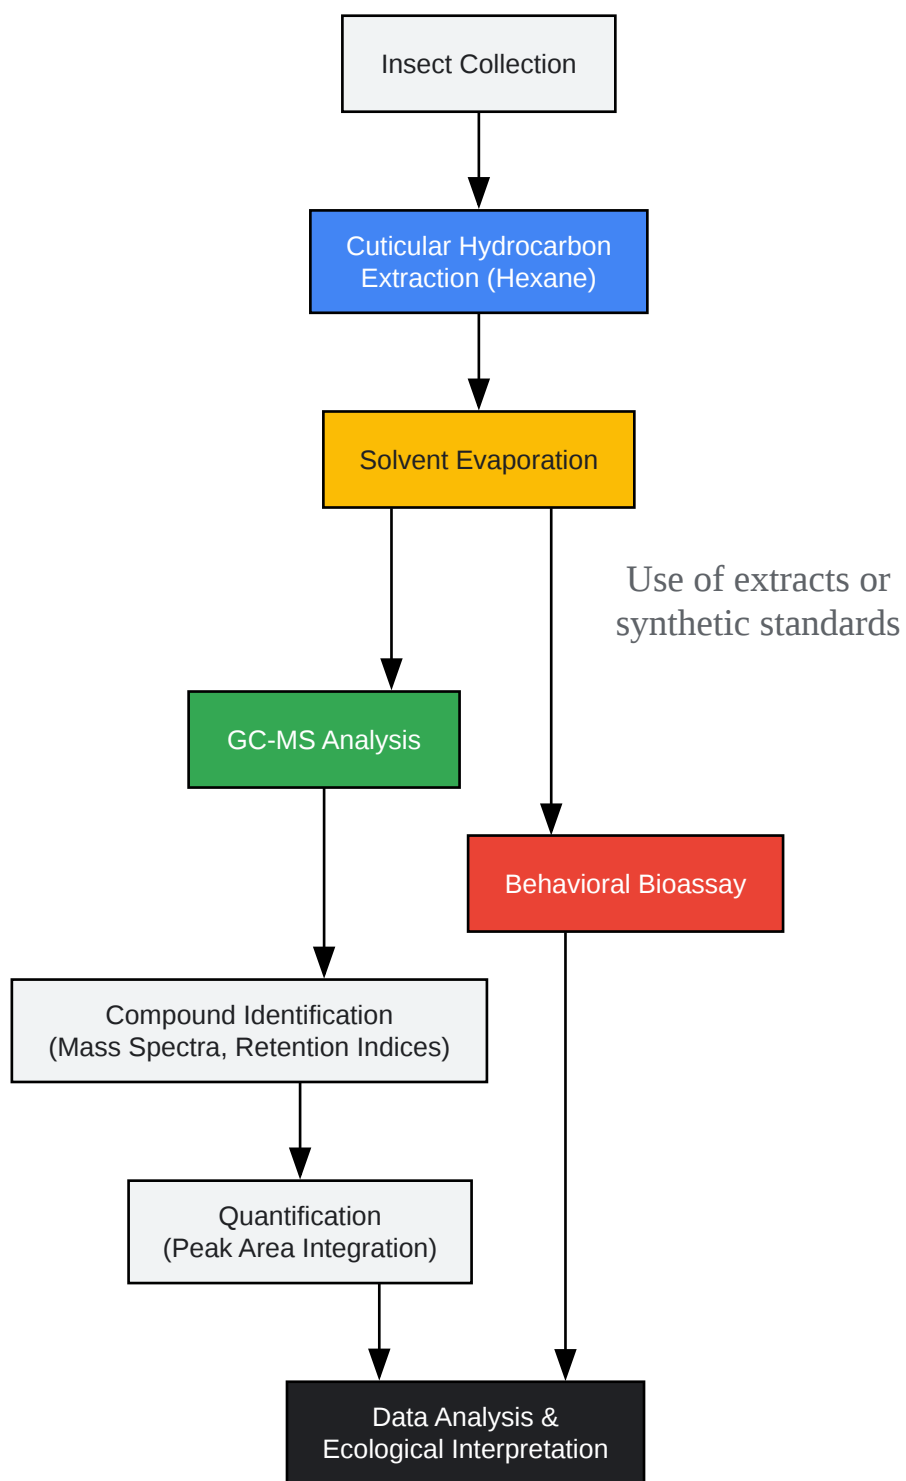 Insect Collection
Cuticular Hydrocarbon
Extraction (Hexane)
Solvent Evaporation
Use of extracts or
synthetic standards
GC-MS Analysis
Behavioral Bioassay
Compound Identification
(Mass Spectra, Retention Indices)
Quantification
(Peak Area Integration)
Data Analysis &
Ecological Interpretation